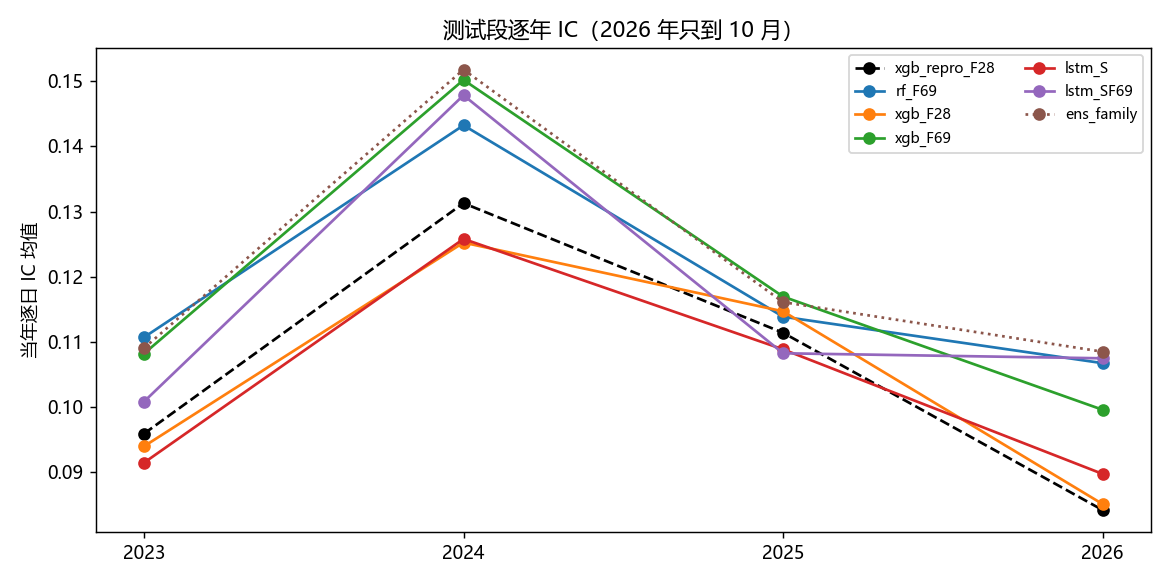 测试段逐年 IC（2026 年只到 10 月）
当年逐日 IC 均值
0.15
0.14
0.13
0.12
0.11
0.10
0.09
2023
2024
2025
2026
xgb_repro_F28
rf_F69
xgb_F28
xgb_F69
lstm_S
lstm_SF69
ens_family